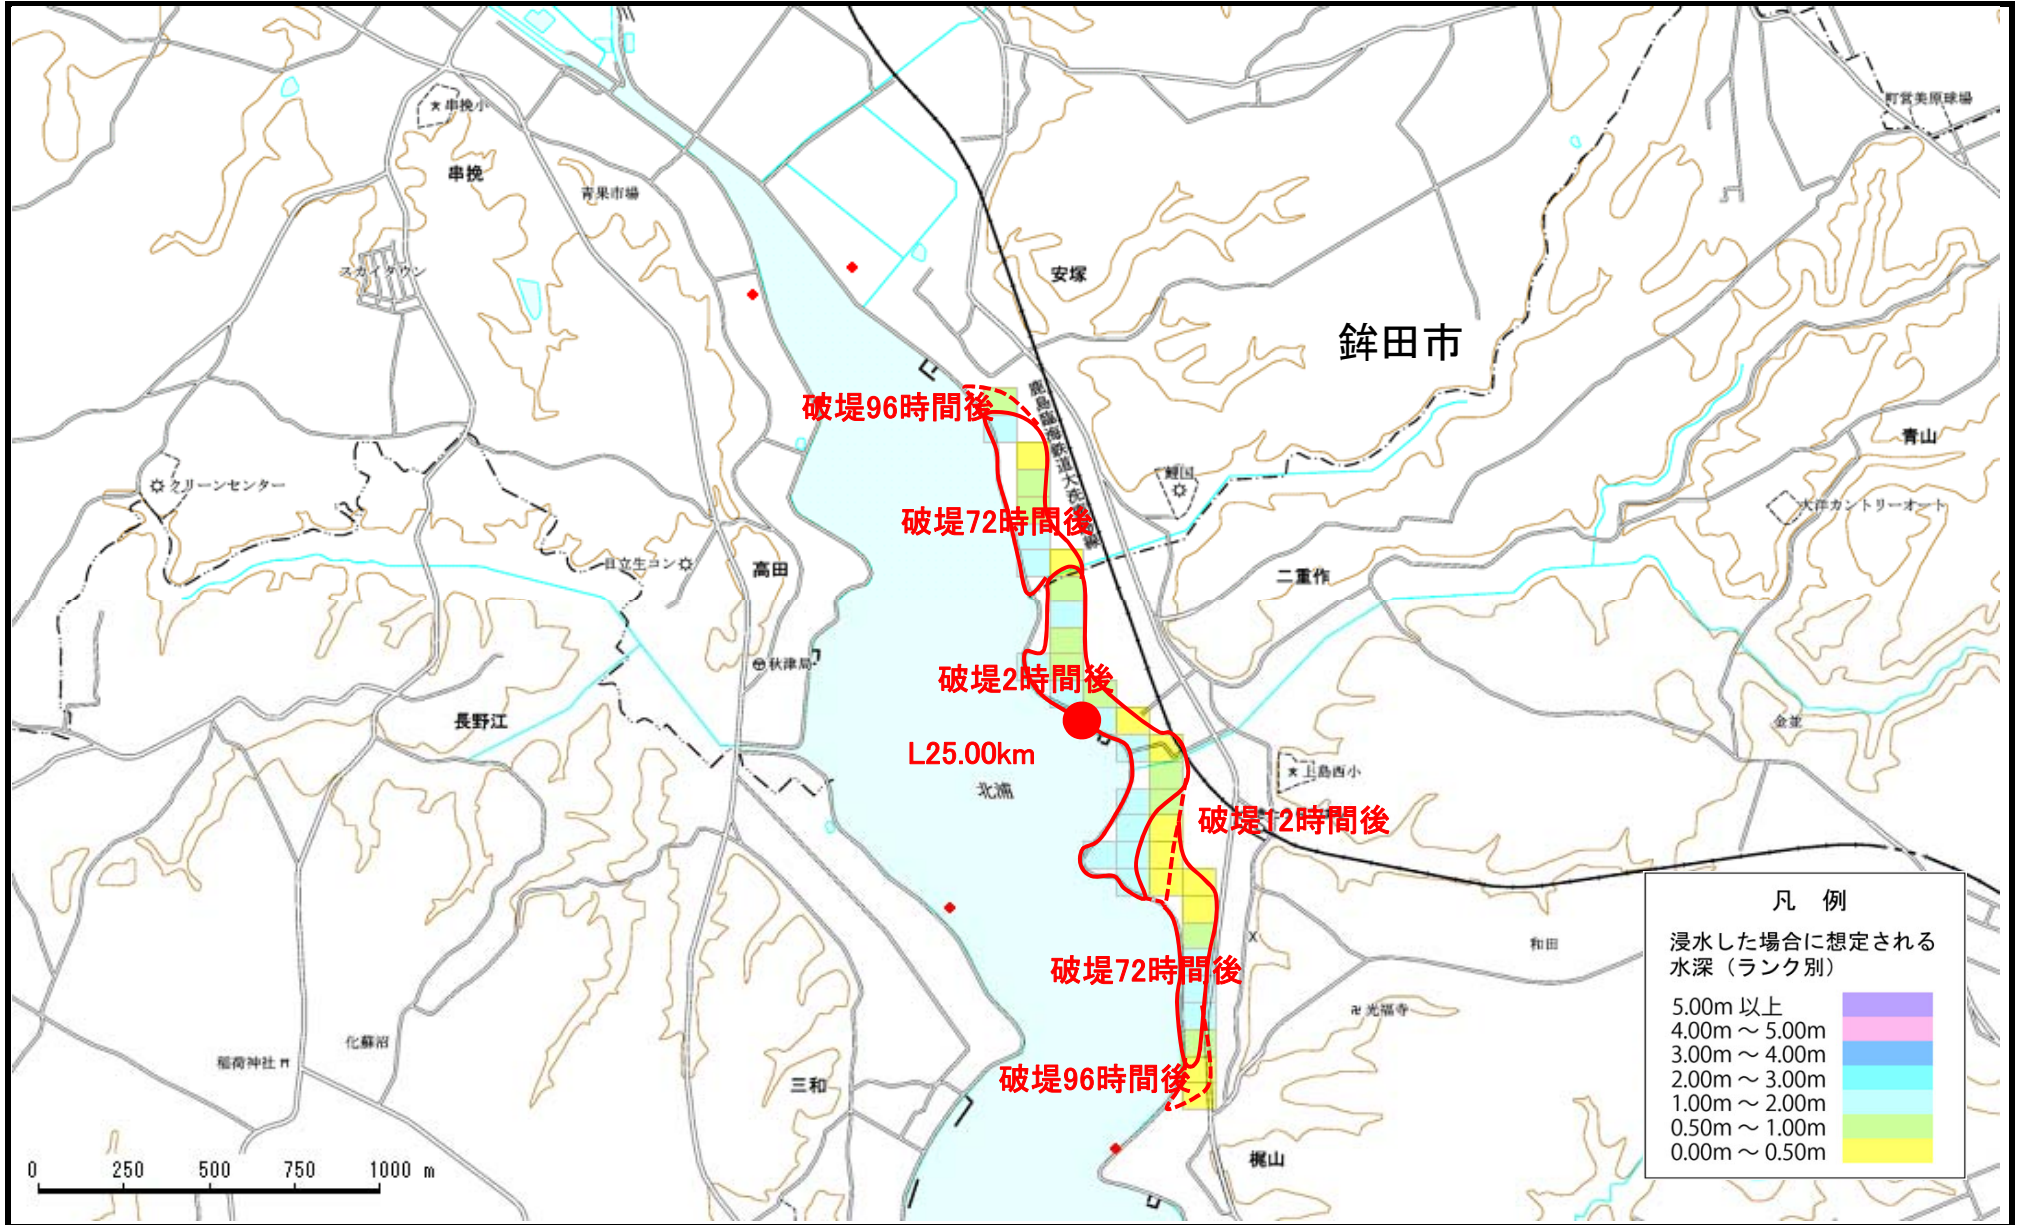 串挽小
町営美原球場
串挽
青果市場
スカイタウン
安塚
鉾田市
破堤96時間後
鹿島臨海鉄道大洗
青山
鯉国
クリーンセンター
大洋カントリーオート
破堤72時間後
日立生コン
高田
二重作
秋津局
破堤2時間後
長野江
金並
L25.00km
上島西小
北浦
破堤12時間後
凡 例
浸水した場合に想定される
水深（ランク別）
5.00m 以上
4.00m ～ 5.00m
3.00m ～ 4.00m
2.00m ～ 3.00m
1.00m ～ 2.00m
0.50m ～ 1.00m
0.00m ～ 0.50m
和田
破堤72時間後
光福寺
化蘇沼
稲荷神社
三和
破堤96時間後
梶山
0 250 500 750 1000 m